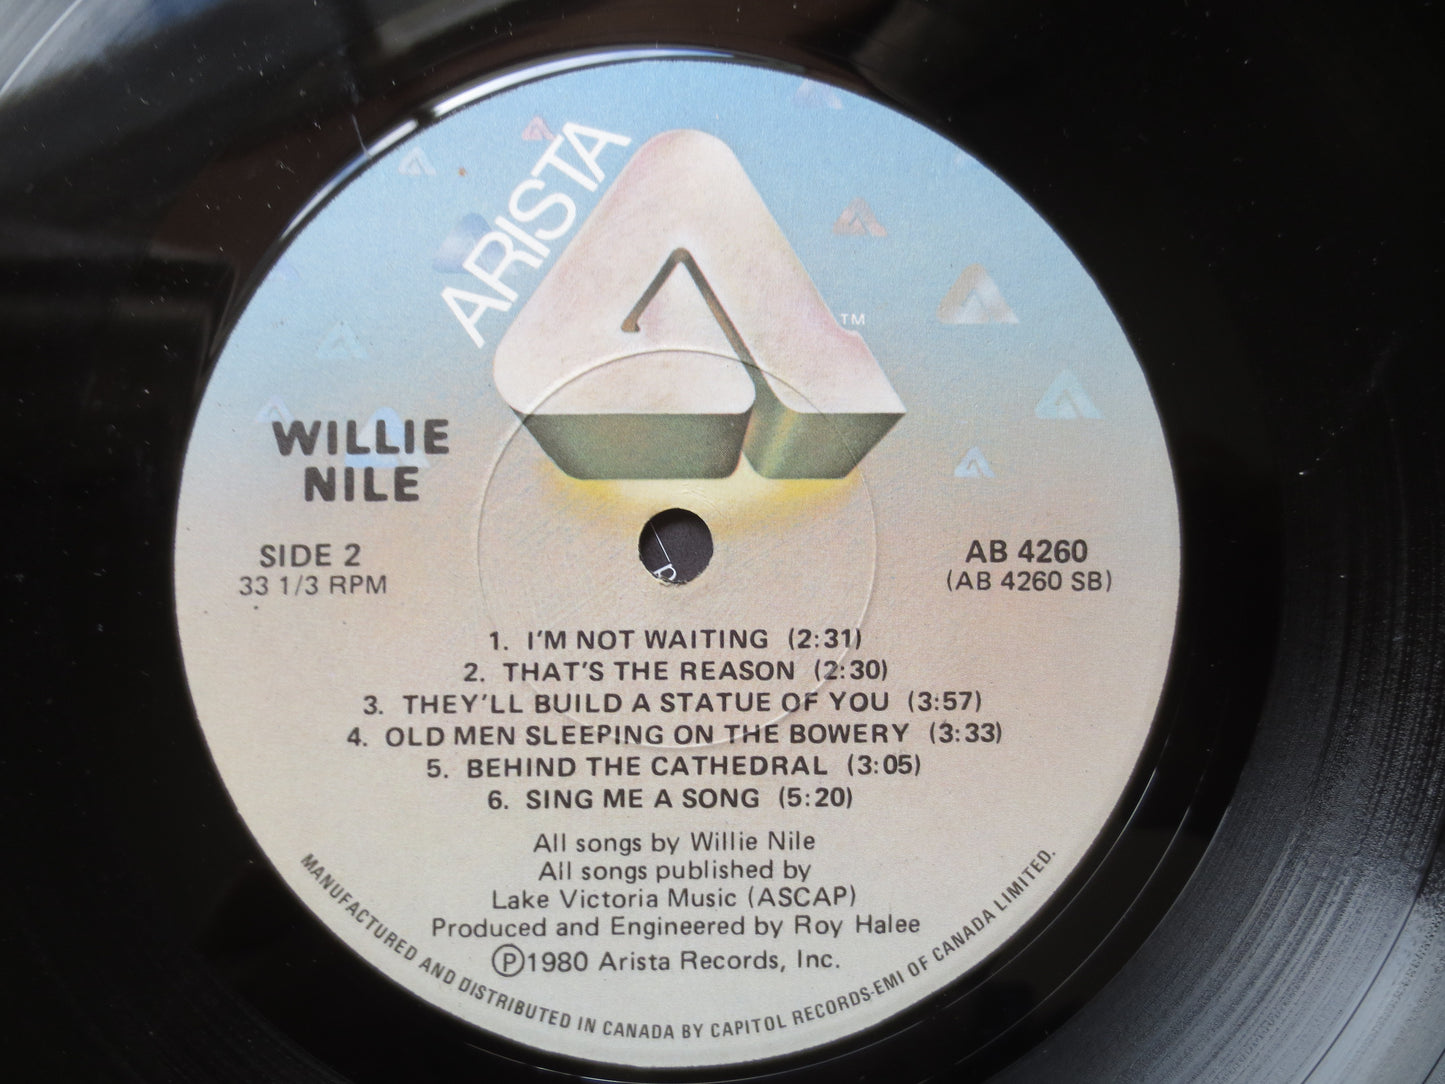 ARISTA
TM
WILLIE
NILE
SIDE 2
33 1/3 RPM
AB 4260
(AB 4260 SB)
1. I'M NOT WAITING (2:31)
2. THAT'S THE REASON (2:30)
3. THEY'LL BUILD A STATUE OF YOU (3:57)
4. OLD MEN SLEEPING ON THE BOWERY (3:33)
5. BEHIND THE CATHEDRAL (3:05)
6. SING ME A SONG (5:20)
All songs by Willie Nile
All songs published by
Lake Victoria Music (ASCAP)
Produced and Engineered by Roy Halee
Ⓟ1980 Arista Records, Inc.
MANUFACTURED AND DISTRIBUTED IN CANADA BY CAPITOL RECORDS-EMI OF CANADA LIMITED.